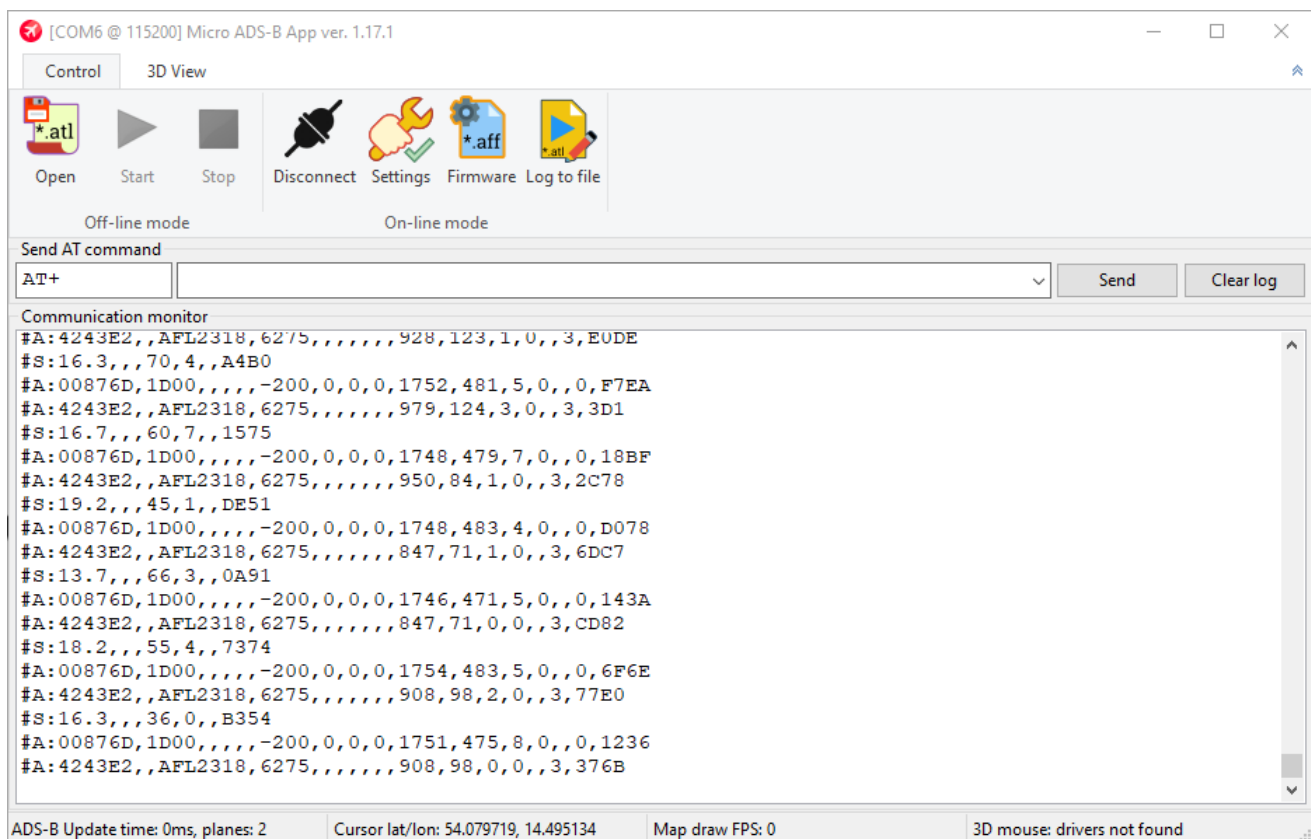 [COM6 @ 115200] Micro ADS-B App ver. 1.17.1
Control 3D View
*.atl *.aff *.atl
Open Start Stop Disconnect Settings Firmware Log to file
Off-line mode On-line mode
Send AT command
AT+ Send Clear log
Communication monitor
#A:4243E2,,AFL2318,6275,,,,,,,928,123,1,0,,3,E0DE
#S:16.3,,,70,4,,A4B0
#A:00876D,1D00,,,,,-200,0,0,0,1752,481,5,0,,0,F7EA
#A:4243E2,,AFL2318,6275,,,,,,,979,124,3,0,,3,3D1
#S:16.7,,,60,7,,1575
#A:00876D,1D00,,,,,-200,0,0,0,1748,479,7,0,,0,18BF
#A:4243E2,,AFL2318,6275,,,,,,,950,84,1,0,,3,2C78
#S:19.2,,,45,1,,DE51
#A:00876D,1D00,,,,,-200,0,0,0,1748,483,4,0,,0,D078
#A:4243E2,,AFL2318,6275,,,,,,,847,71,1,0,,3,6DC7
#S:13.7,,,66,3,,0A91
#A:00876D,1D00,,,,,-200,0,0,0,1746,471,5,0,,0,143A
#A:4243E2,,AFL2318,6275,,,,,,,847,71,0,0,,3,CD82
#S:18.2,,,55,4,,7374
#A:00876D,1D00,,,,,-200,0,0,0,1754,483,5,0,,0,6F6E
#A:4243E2,,AFL2318,6275,,,,,,,908,98,2,0,,3,77E0
#S:16.3,,,36,0,,B354
#A:00876D,1D00,,,,,-200,0,0,0,1751,475,8,0,,0,1236
#A:4243E2,,AFL2318,6275,,,,,,,908,98,0,0,,3,376B
ADS-B Update time: 0ms, planes: 2 Cursor lat/lon: 54.079719, 14.495134 Map draw FPS: 0 3D mouse: drivers not found